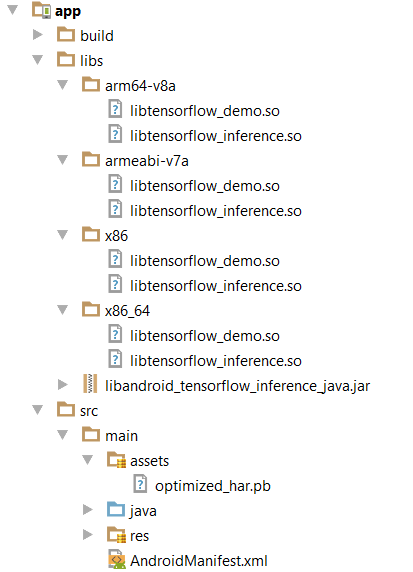 app
build
libs
arm64-v8a
libtensorflow_demo.so
libtensorflow_inference.so
armeabi-v7a
libtensorflow_demo.so
libtensorflow_inference.so
x86
libtensorflow_demo.so
libtensorflow_inference.so
x86_64
libtensorflow_demo.so
libtensorflow_inference.so
libandroid_tensorflow_inference_java.jar
src
main
assets
optimized_har.pb
java
res
AndroidManifest.xml